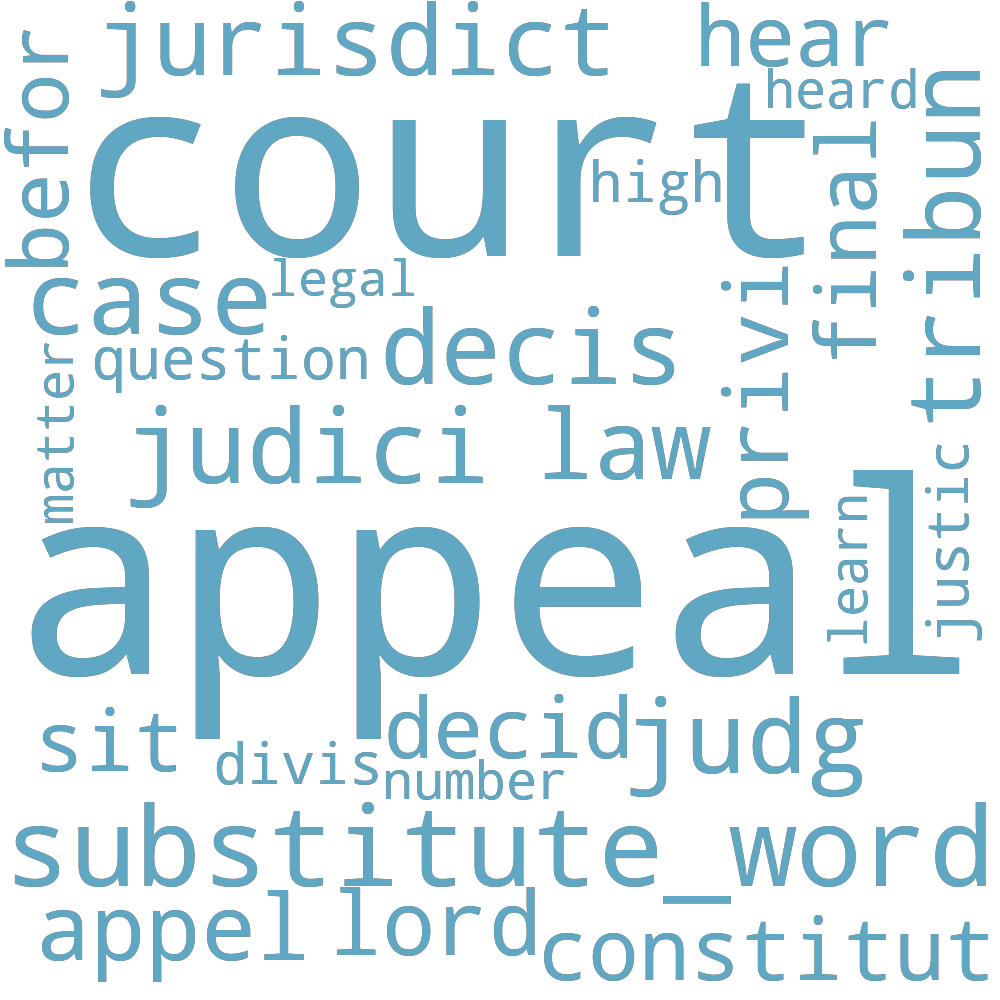 jurisdict
hear
heard
befor
court
high
final
tribun
case
legal
privi
question
decis
matter
judici
law
justic
learn
appeal
sit
decid
judg
divis
number
substitute_word
appel
lord
constitut